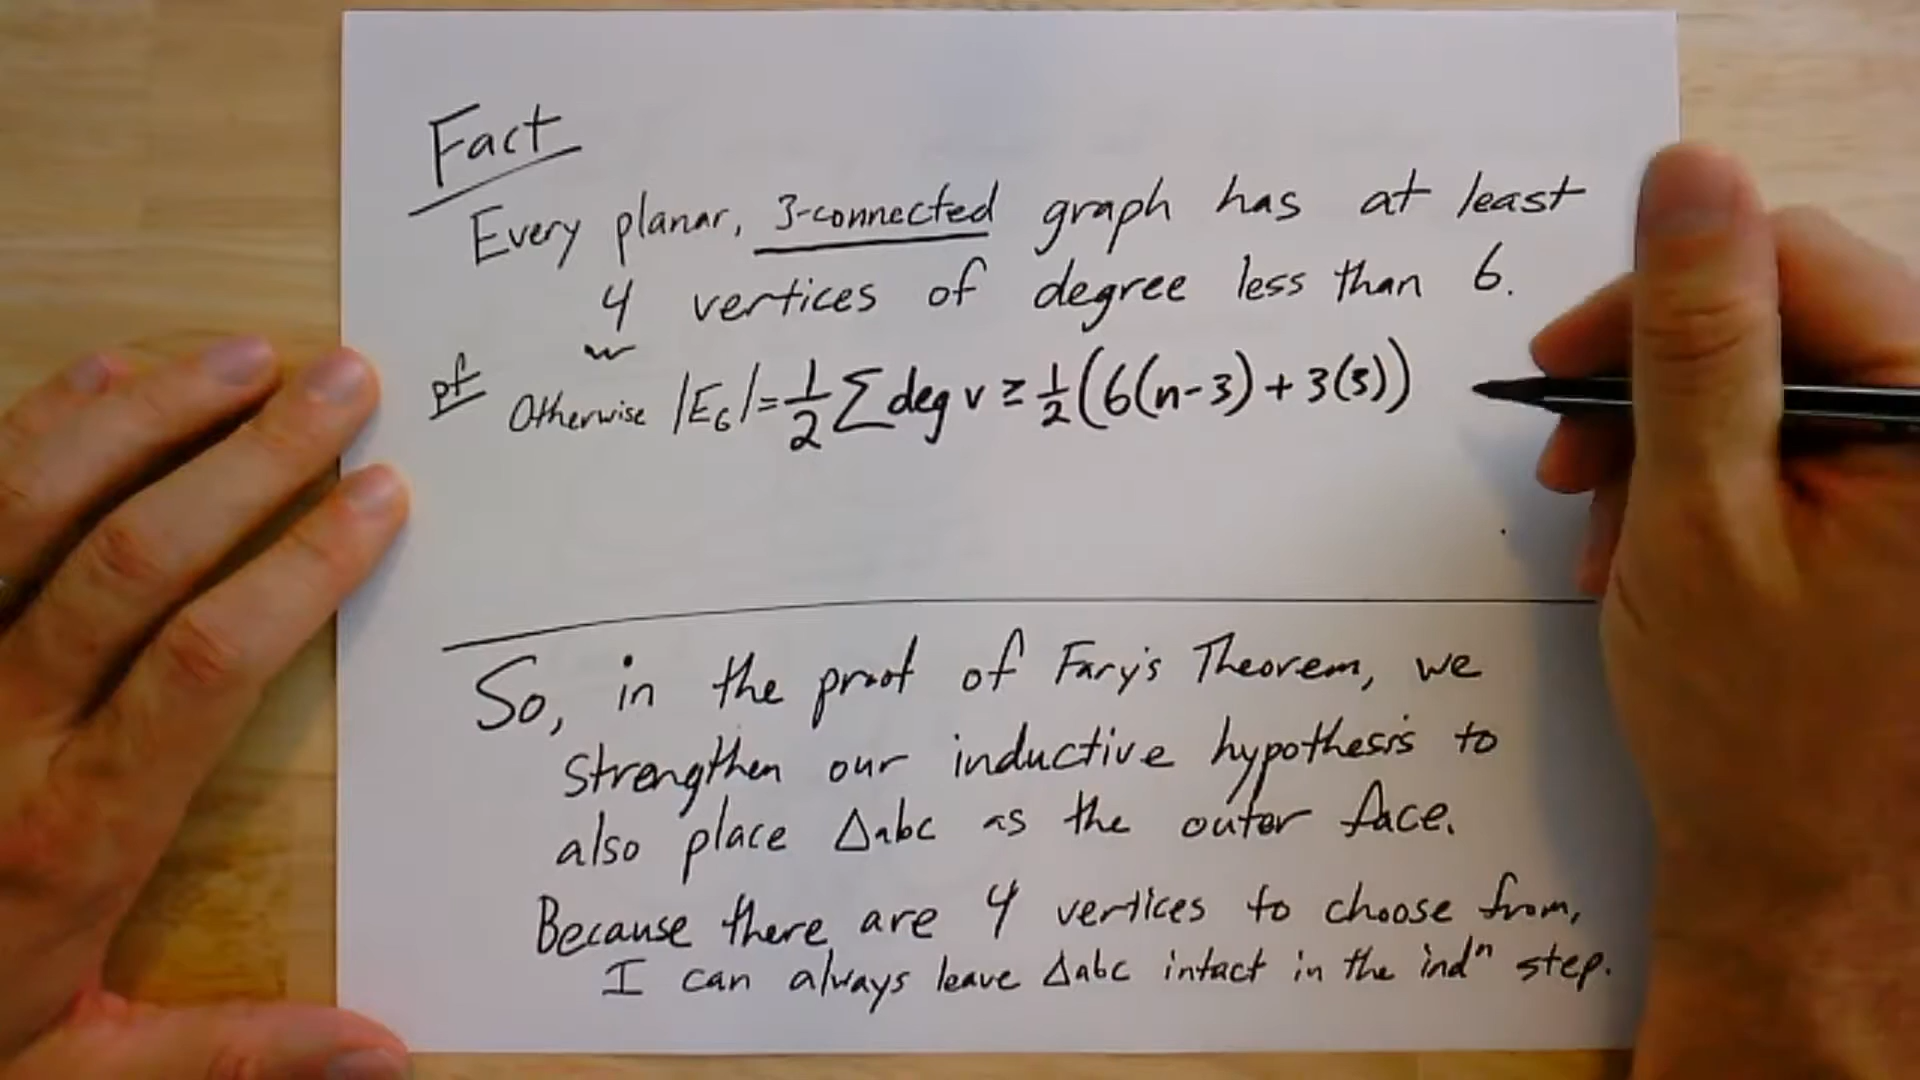 Fact
Every planar, 3-connected graph has at least
4 vertices of degree less than 6.
pf Otherwise |E_G| = 1/2 Σ deg v ≥ 1/2 (6(n-3) + 3(3))
So, in the proof of Fary's Theorem, we
strengthen our inductive hypothesis to
also place Δabc as the outer face.
Because there are 4 vertices to choose from,
I can always leave Δabc intact in the indⁿ step.